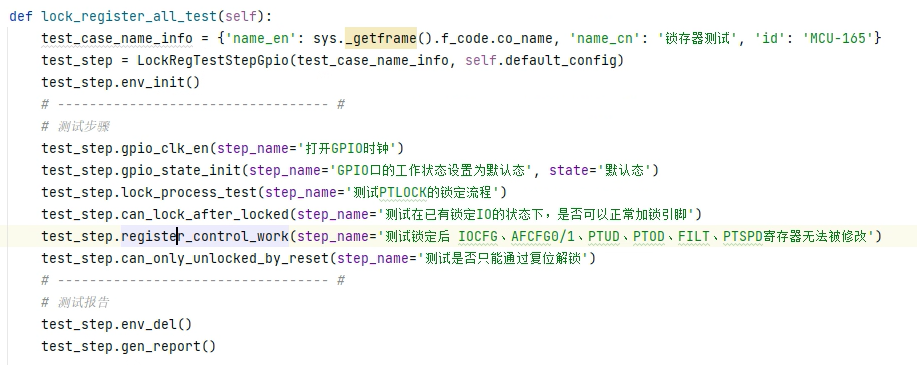 def lock_register_all_test(self):
    test_case_name_info = {'name_en': sys._getframe().f_code.co_name, 'name_cn': '锁存器测试', 'id': 'MCU-165'}
    test_step = LockRegTestStepGpio(test_case_name_info, self.default_config)
    test_step.env_init()
    # ---------------------------------- #
    # 测试步骤
    test_step.gpio_clk_en(step_name='打开GPIO时钟')
    test_step.gpio_state_init(step_name='GPIO口的工作状态设置为默认态', state='默认态')
    test_step.lock_process_test(step_name='测试PTLOCK的锁定流程')
    test_step.can_lock_after_locked(step_name='测试在已有锁定IO的状态下，是否可以正常加锁引脚')
    test_step.register_control_work(step_name='测试锁定后 IOCFG、AFCFG0/1、PTUD、PTOD、FILT、PTSPD寄存器无法被修改')
    test_step.can_only_unlocked_by_reset(step_name='测试是否只能通过复位解锁')
    # ---------------------------------- #
    # 测试报告
    test_step.env_del()
    test_step.gen_report()